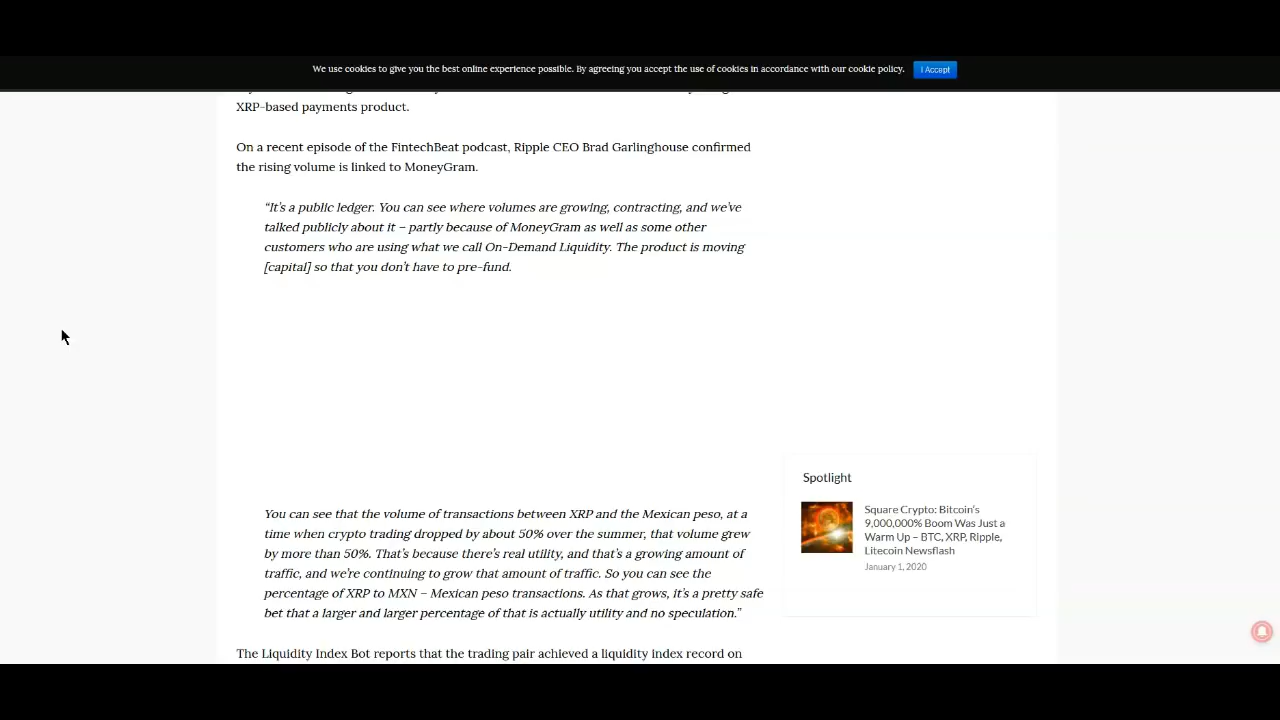 We use cookies to give you the best online experience possible. By agreeing you accept the use of cookies in accordance with our cookie policy.
I Accept
XRP-based payments product.
On a recent episode of the FintechBeat podcast, Ripple CEO Brad Garlinghouse confirmed
the rising volume is linked to MoneyGram.
“It’s a public ledger. You can see where volumes are growing, contracting, and we’ve
talked publicly about it – partly because of MoneyGram as well as some other
customers who are using what we call On-Demand Liquidity. The product is moving
[capital] so that you don’t have to pre-fund.
You can see that the volume of transactions between XRP and the Mexican peso, at a
time when crypto trading dropped by about 50% over the summer, that volume grew
by more than 50%. That’s because there’s real utility, and that’s a growing amount of
traffic, and we’re continuing to grow that amount of traffic. So you can see the
percentage of XRP to MXN – Mexican peso transactions. As that grows, it’s a pretty safe
bet that a larger and larger percentage of that is actually utility and no speculation.”
The Liquidity Index Bot reports that the trading pair achieved a liquidity index record on
Spotlight
Square Crypto: Bitcoin’s
9,000,000% Boom Was Just a
Warm Up – BTC, XRP, Ripple,
Litecoin Newsflash
January 1, 2020